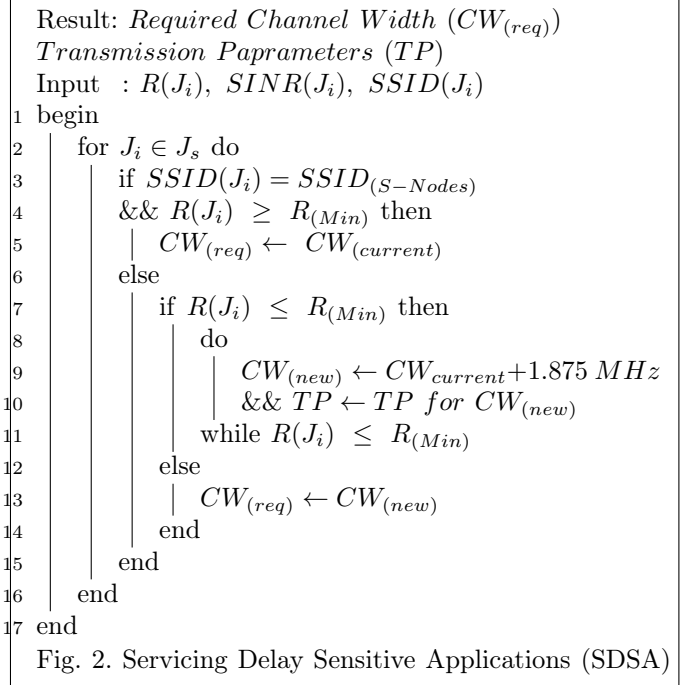 Result: Required Channel Width (CW(req))
Transmission Paprameters (TP)
Input : R(Ji), SINR(Ji), SSID(Ji)
1 begin
2 for Ji ∈ Js do
3 if SSID(Ji) = SSID(S−Nodes)
4 && R(Ji) ≥ R(Min) then
5 CW(req) ← CW(current)
6 else
7 if R(Ji) ≤ R(Min) then
8 do
9 CW(new) ← CWcurrent+1.875 MHz
10 && TP ← TP for CW(new)
11 while R(Ji) ≤ R(Min)
12 else
13 CW(req) ← CW(new)
14 end
15 end
16 end
17 end
Fig. 2. Servicing Delay Sensitive Applications (SDSA)